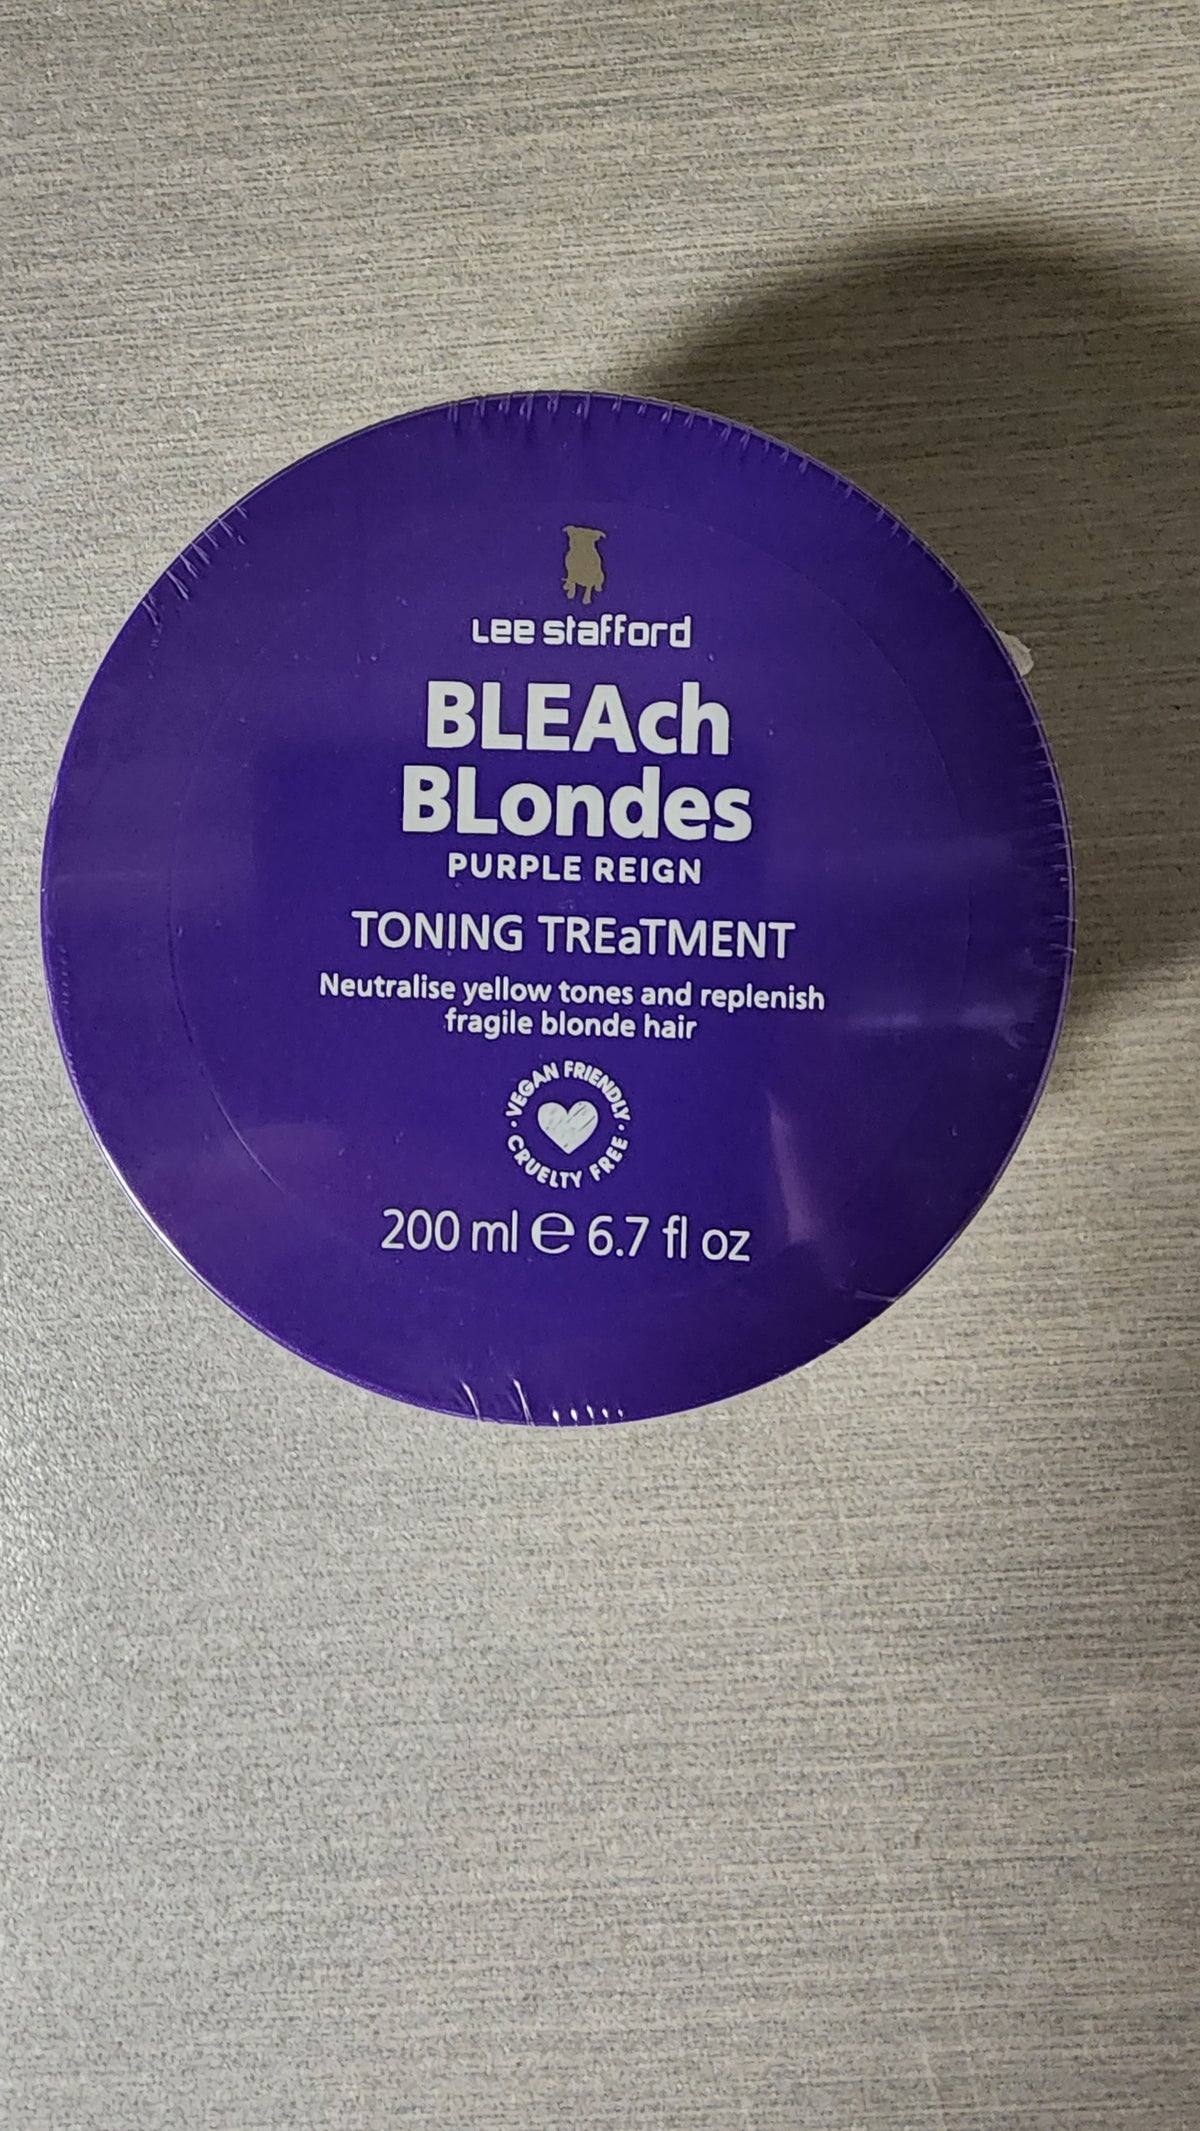 Lee stafford
BLEAch
BLondes
PURPLE REIGN
TONING TREaTMENT
Neutralise yellow tones and replenish
fragile blonde hair
VEGAN FRIENDLY
CRUELTY FREE
200 ml ℮ 6.7 fl oz